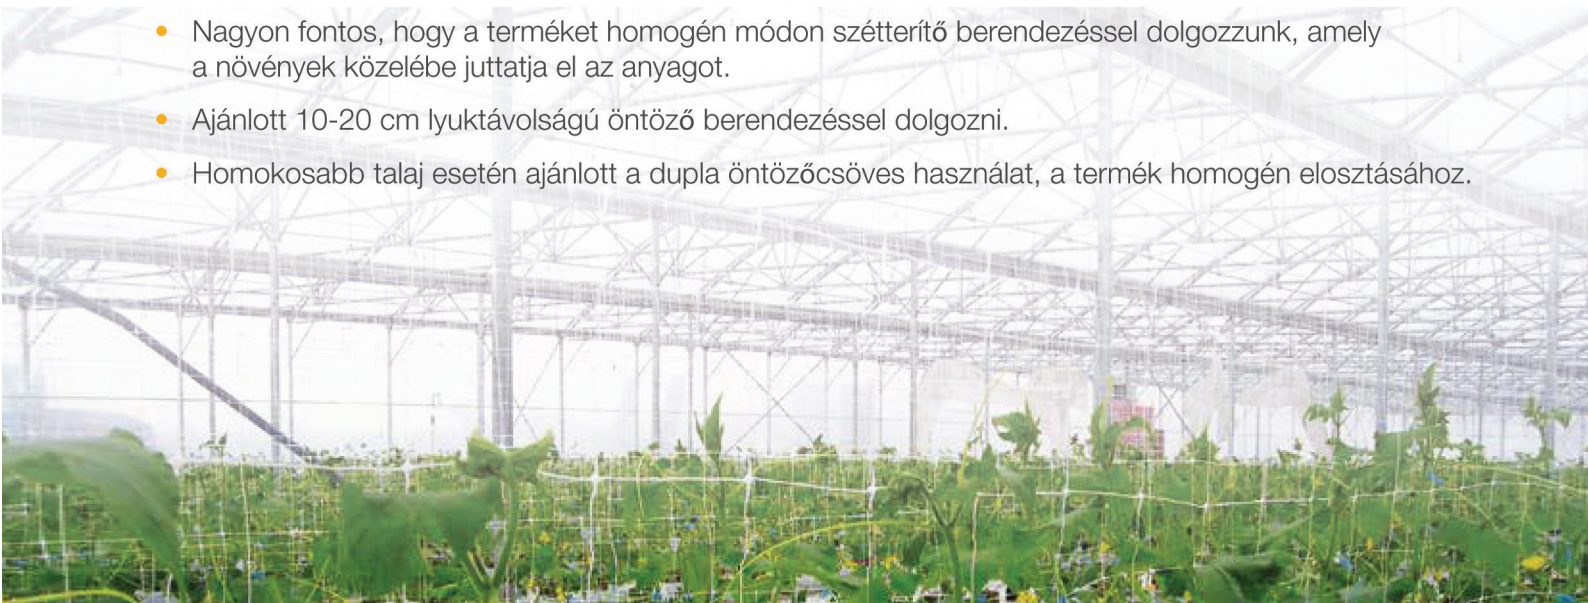 • Nagyon fontos, hogy a terméket homogén módon szétterítő berendezéssel dolgozzunk, amely
a növények közelébe juttatja el az anyagot.
• Ajánlott 10-20 cm lyuktávolságú öntöző berendezéssel dolgozni.
• Homokosabb talaj esetén ajánlott a dupla öntözőcsöves használat, a termék homogén elosztásához.